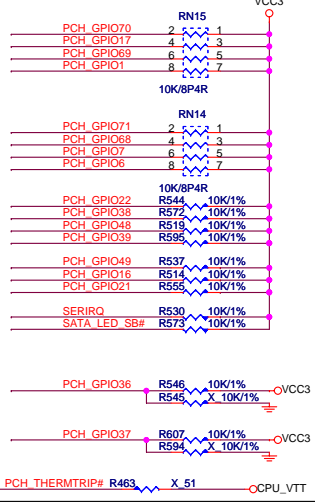 VCC3
RN15
PCH_GPIO70 2 1
PCH_GPIO17 4 3
PCH_GPIO69 6 5
PCH_GPIO1 8 7
10K/8P4R
RN14
PCH_GPIO71 2 1
PCH_GPIO68 4 3
PCH_GPIO7 6 5
PCH_GPIO6 8 7
10K/8P4R
PCH_GPIO22 R544 10K/1%
PCH_GPIO38 R572 10K/1%
PCH_GPIO48 R519 10K/1%
PCH_GPIO39 R595 10K/1%
PCH_GPIO49 R537 10K/1%
PCH_GPIO16 R514 10K/1%
PCH_GPIO21 R555 10K/1%
SERIRQ R530 10K/1%
SATA_LED_SB# R573 10K/1%
PCH_GPIO36 R546 10K/1% VCC3
R545 X_10K/1%
PCH_GPIO37 R607 10K/1% VCC3
R594 X_10K/1%
PCH_THERMTRIP# R463 X_51 CPU_VTT